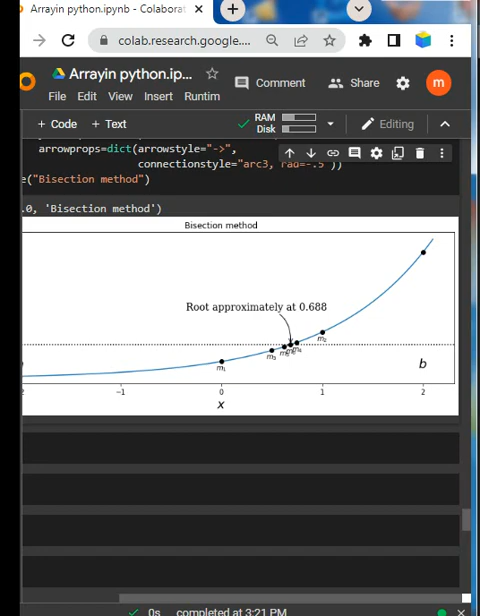 Arrayin python.ipynb - Colaborat
colab.research.google....
Arrayin python.ip...
Comment
Share
m
File Edit View Insert Runtim
+ Code + Text
RAM
Disk
Editing
arrowprops=dict(arrowstyle="->",
connectionstyle="arc3, rad=-.5"))
e("Bisection method")
.0, 'Bisection method')
Bisection method
Root approximately at 0.688
m₁
m₃
m₄
m₂
b
−1
0
1
2
x
0s completed at 3:21 PM